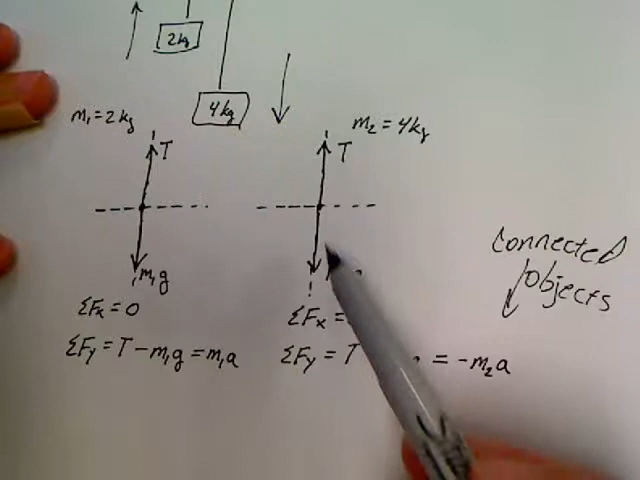 2kg
4kg
m₁ = 2kg
m₂ = 4kg
T
T
m₁g
connected
objects
ΣFx = 0
ΣFx =
ΣFy = T - m₁g = m₁a
ΣFy = T = -m₂a